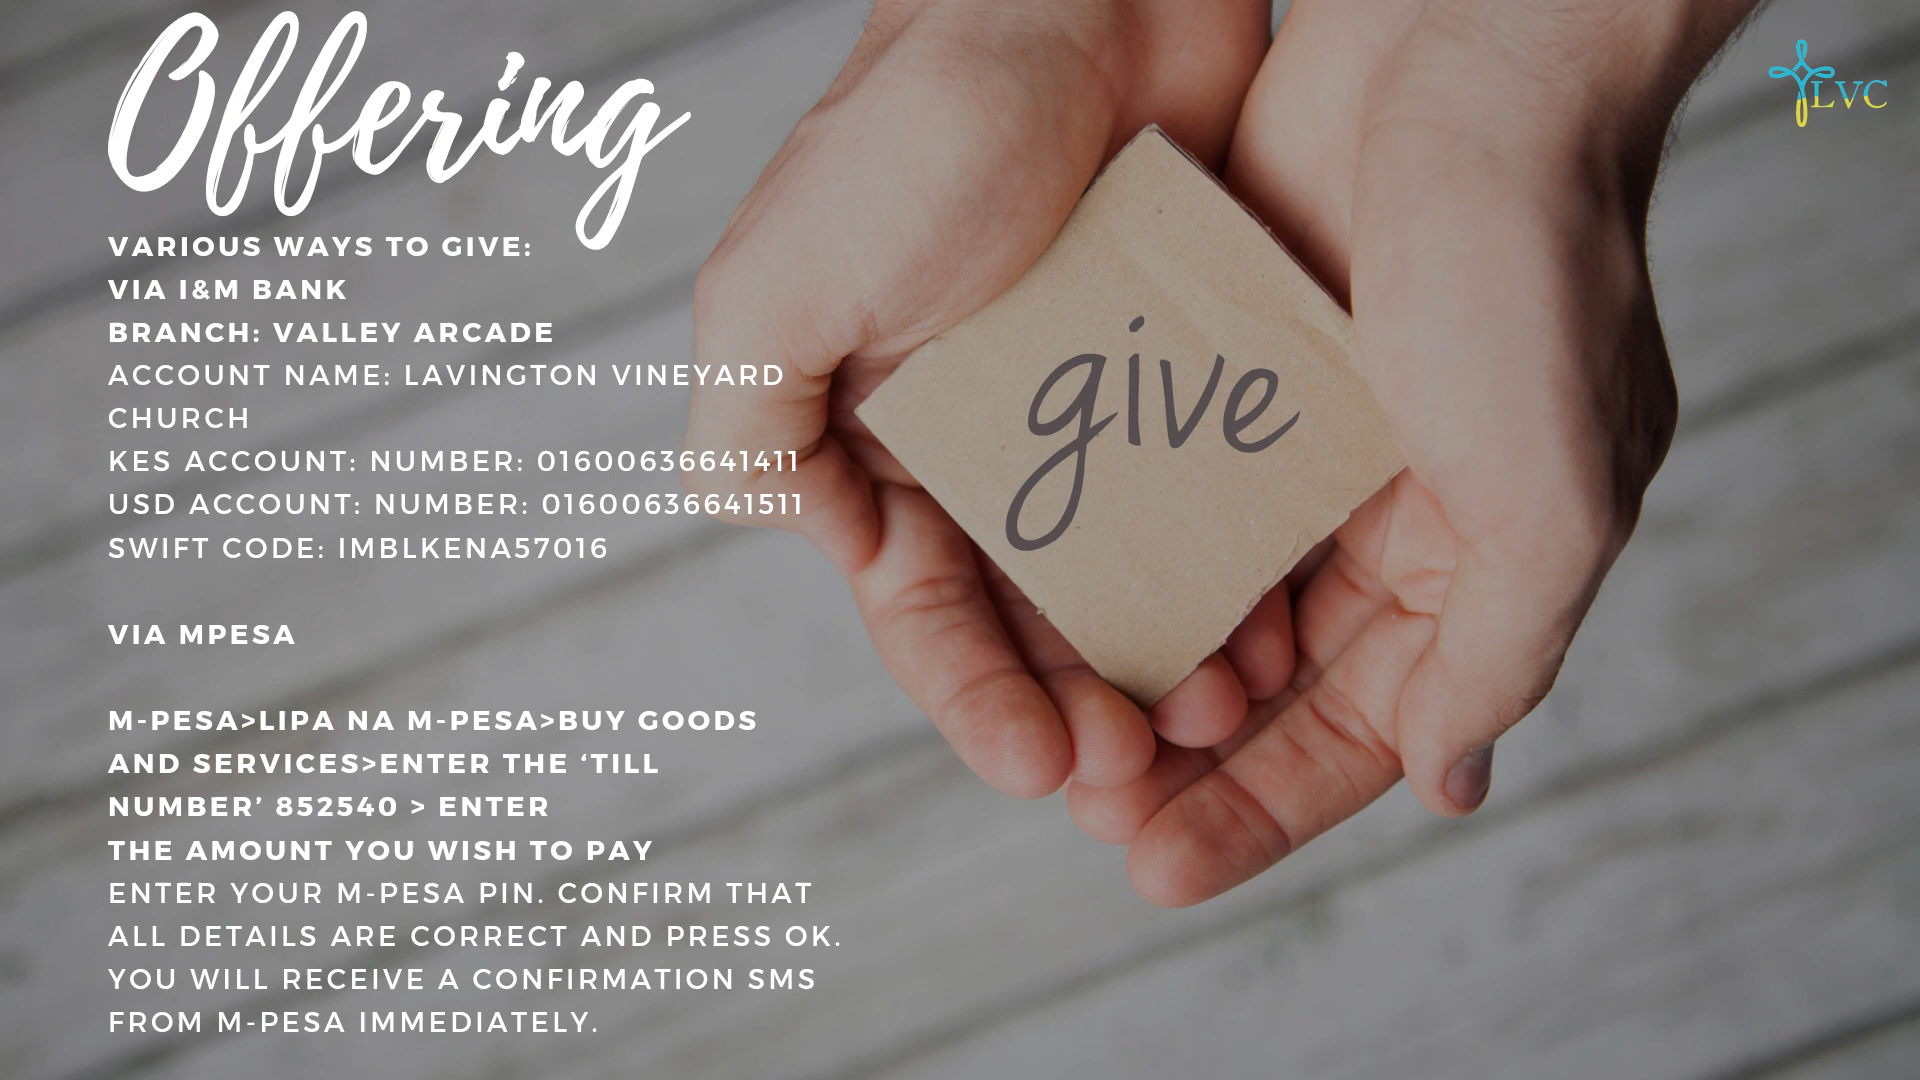 Offering
VARIOUS WAYS TO GIVE:
VIA I&M BANK
BRANCH: VALLEY ARCADE
ACCOUNT NAME: LAVINGTON VINEYARD
CHURCH
KES ACCOUNT: NUMBER: 01600636641411
USD ACCOUNT: NUMBER: 01600636641511
SWIFT CODE: IMBLKENA57016
VIA MPESA
M-PESA>LIPA NA M-PESA>BUY GOODS
AND SERVICES>ENTER THE ‘TILL
NUMBER’ 852540 > ENTER
THE AMOUNT YOU WISH TO PAY
ENTER YOUR M-PESA PIN. CONFIRM THAT
ALL DETAILS ARE CORRECT AND PRESS OK.
YOU WILL RECEIVE A CONFIRMATION SMS
FROM M-PESA IMMEDIATELY.
give
LVC